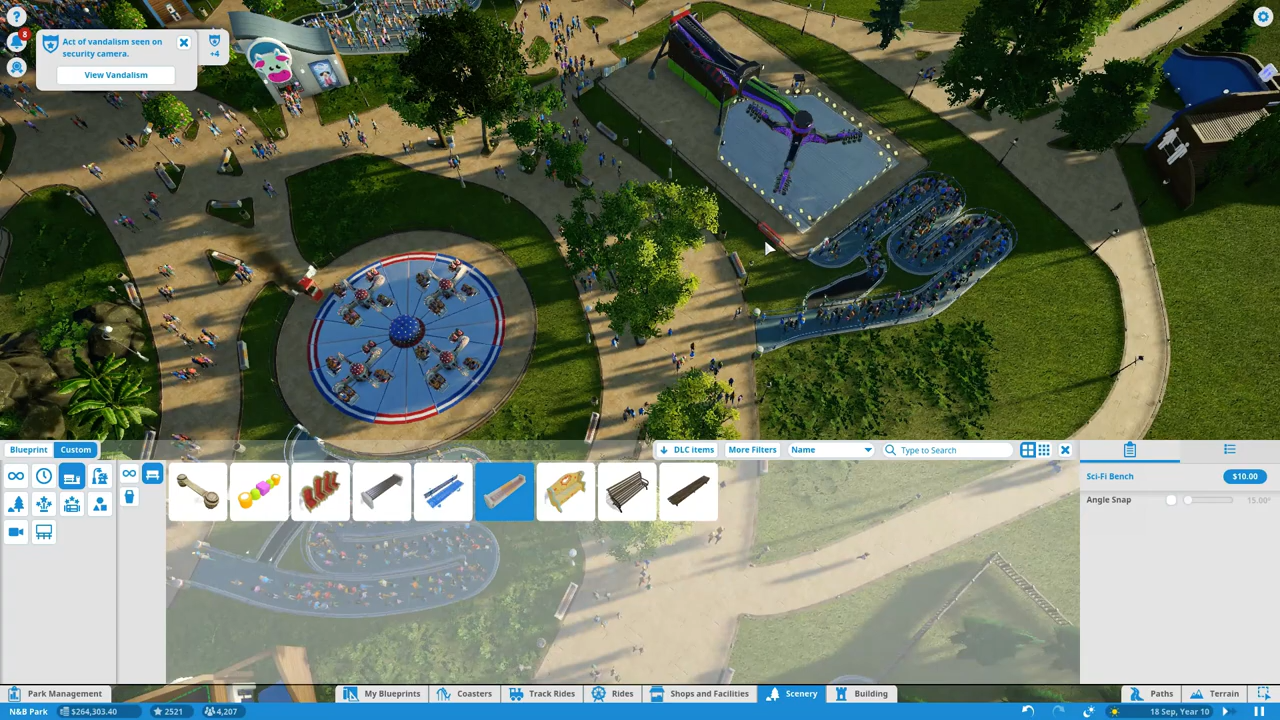 ?
8
Act of vandalism seen on
security camera.
+4
View Vandalism
Blueprint
Custom
DLC items
More Filters
Name
Type to Search
Sci-Fi Bench
$10.00
Angle Snap
15.00°
Park Management
My Blueprints
Coasters
Track Rides
Rides
Shops and Facilities
Scenery
Building
Paths
Terrain
N&B Park
$264,303.40
2521
4,207
18 Sep, Year 10